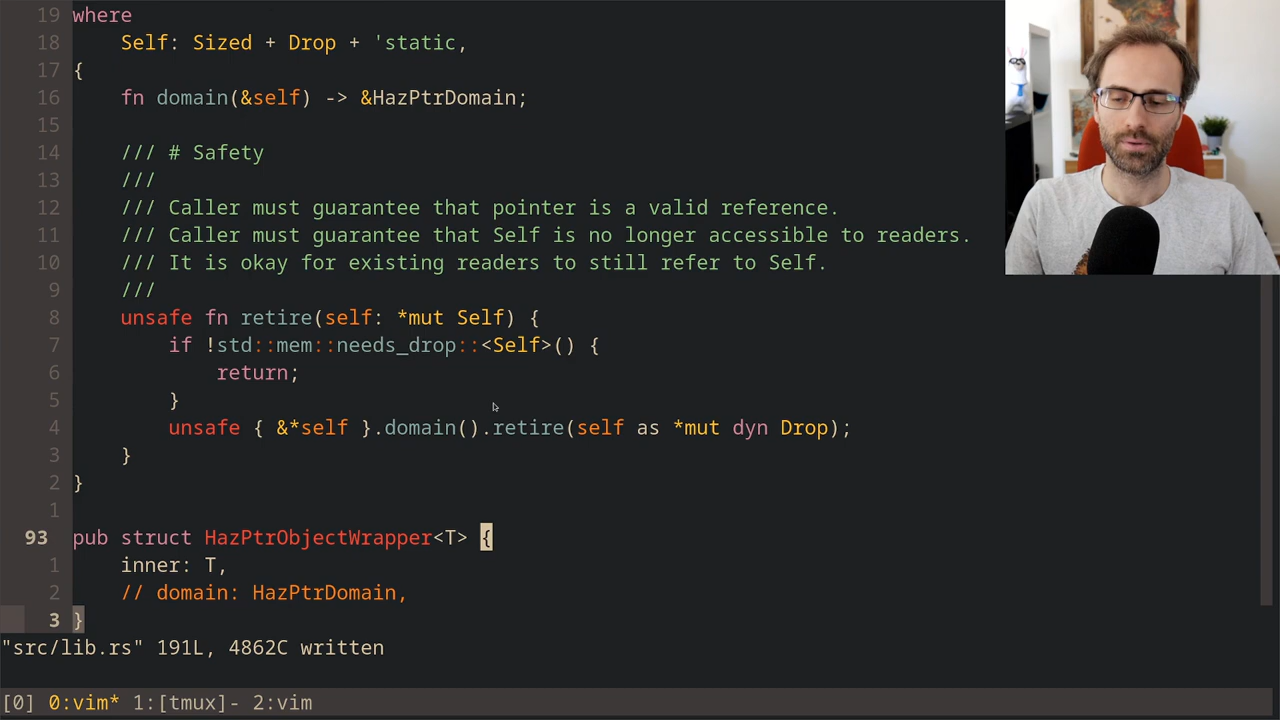 19 where
18     Self: Sized + Drop + 'static,
17 {
16     fn domain(&self) -> &HazPtrDomain;
15
14     /// # Safety
13     ///
12     /// Caller must guarantee that pointer is a valid reference.
11     /// Caller must guarantee that Self is no longer accessible to readers.
10     /// It is okay for existing readers to still refer to Self.
9     ///
8     unsafe fn retire(self: *mut Self) {
7         if !std::mem::needs_drop::<Self>() {
6             return;
5         }
4         unsafe { &*self }.domain().retire(self as *mut dyn Drop);
3     }
2 }
1
93 pub struct HazPtrObjectWrapper<T> {
1     inner: T,
2     // domain: HazPtrDomain,
3 }
"src/lib.rs" 191L, 4862C written
[0] 0:vim* 1:[tmux]- 2:vim